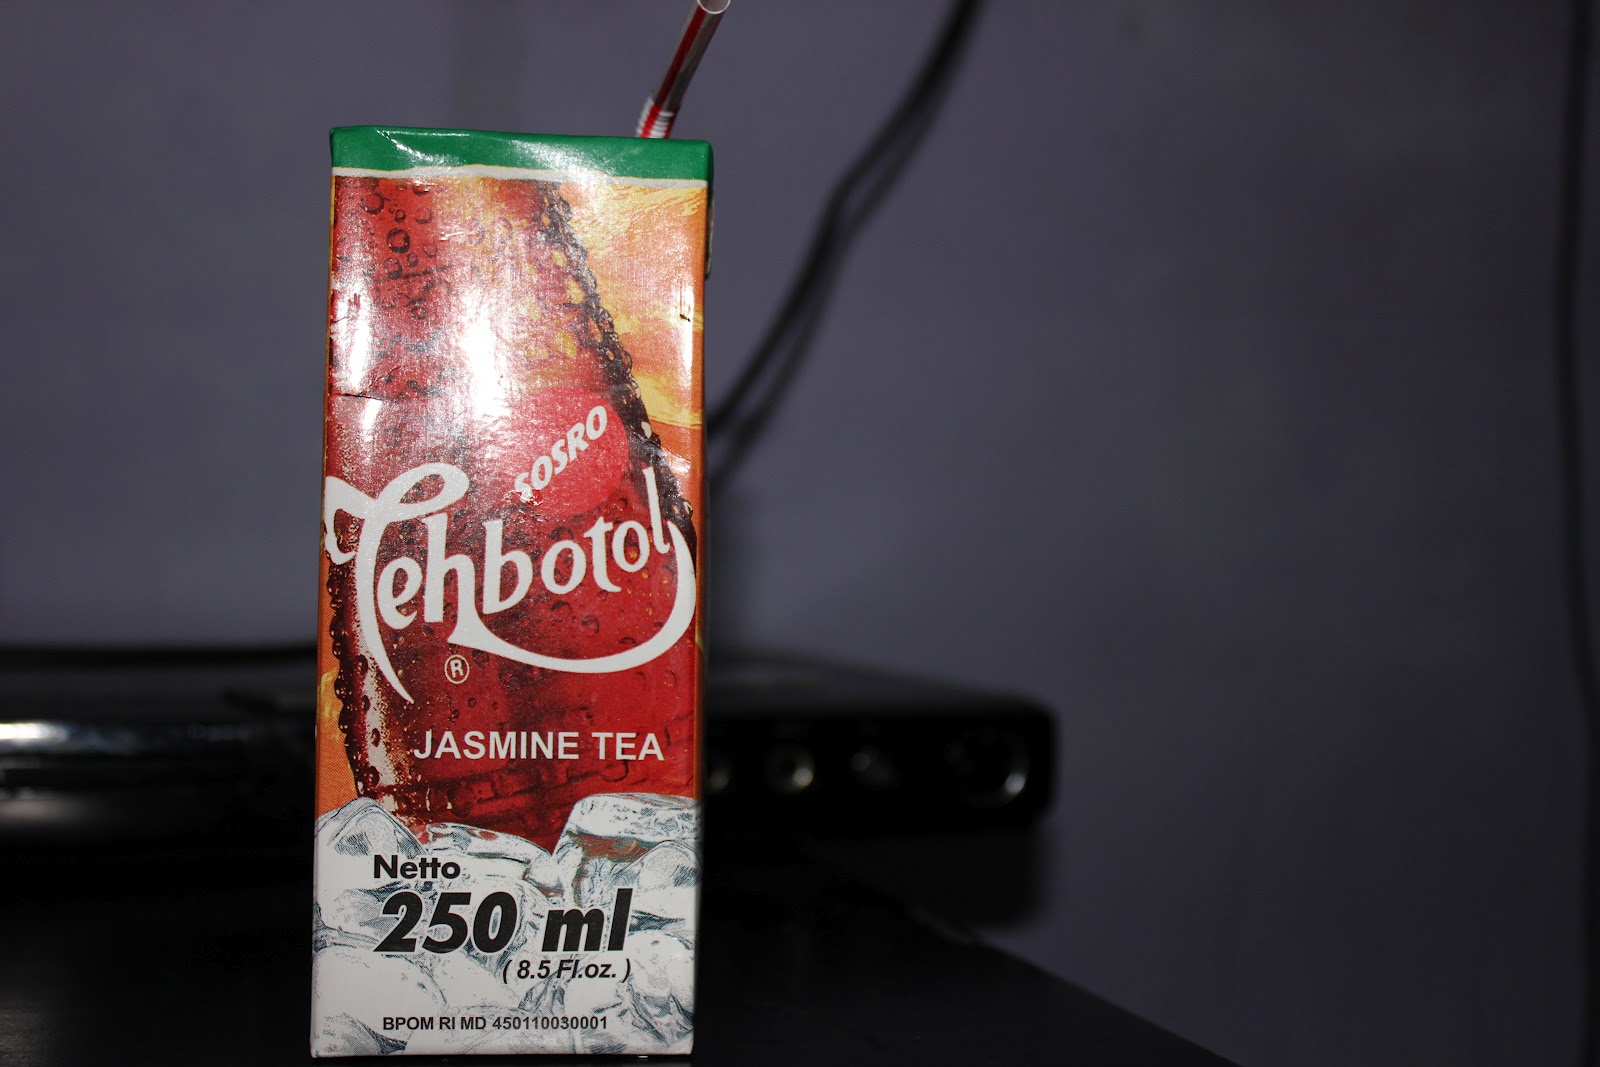 SOSRO
Tehbotol
®
JASMINE TEA
Netto
250 ml
( 8.5 Fl.oz. )
BPOM RI MD 450110030001